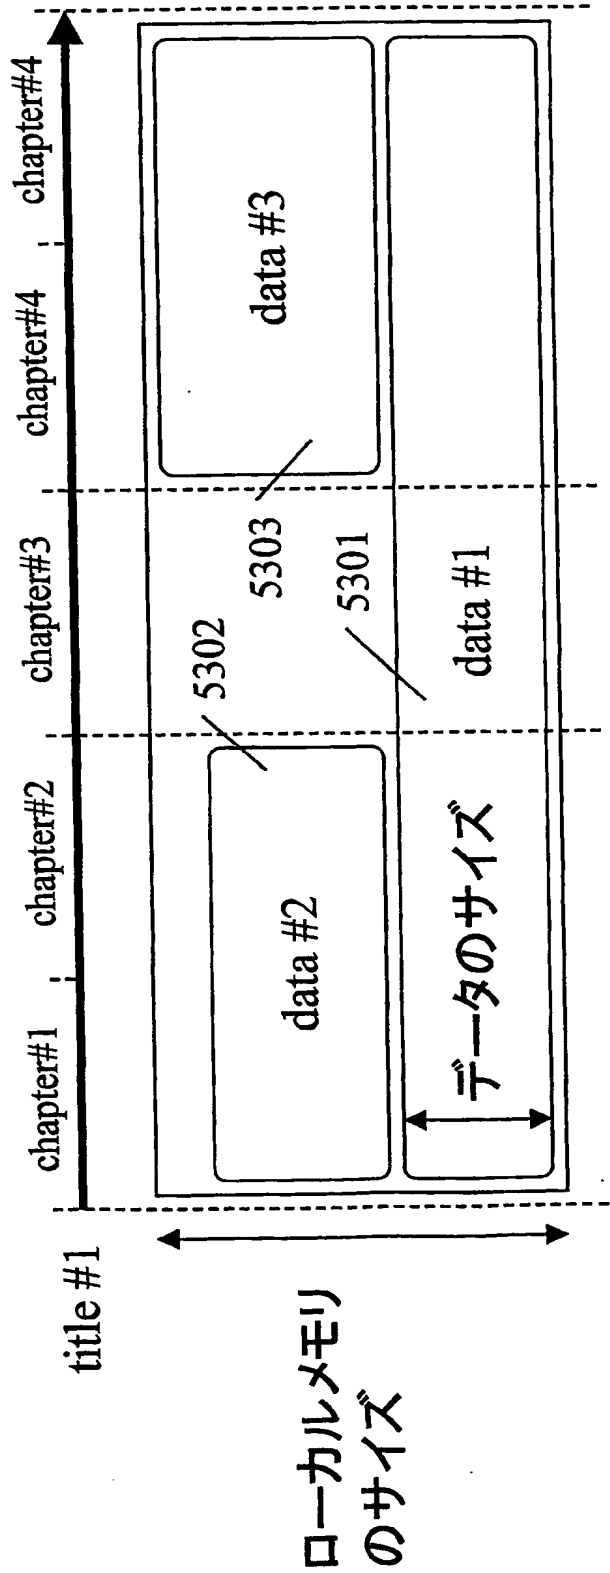 title #1
chapter#1
chapter#2
chapter#3
chapter#4
chapter#4
5302
5303
5301
data #2
data #3
data #1
データのサイズ
ローカルメモリ
のサイズ